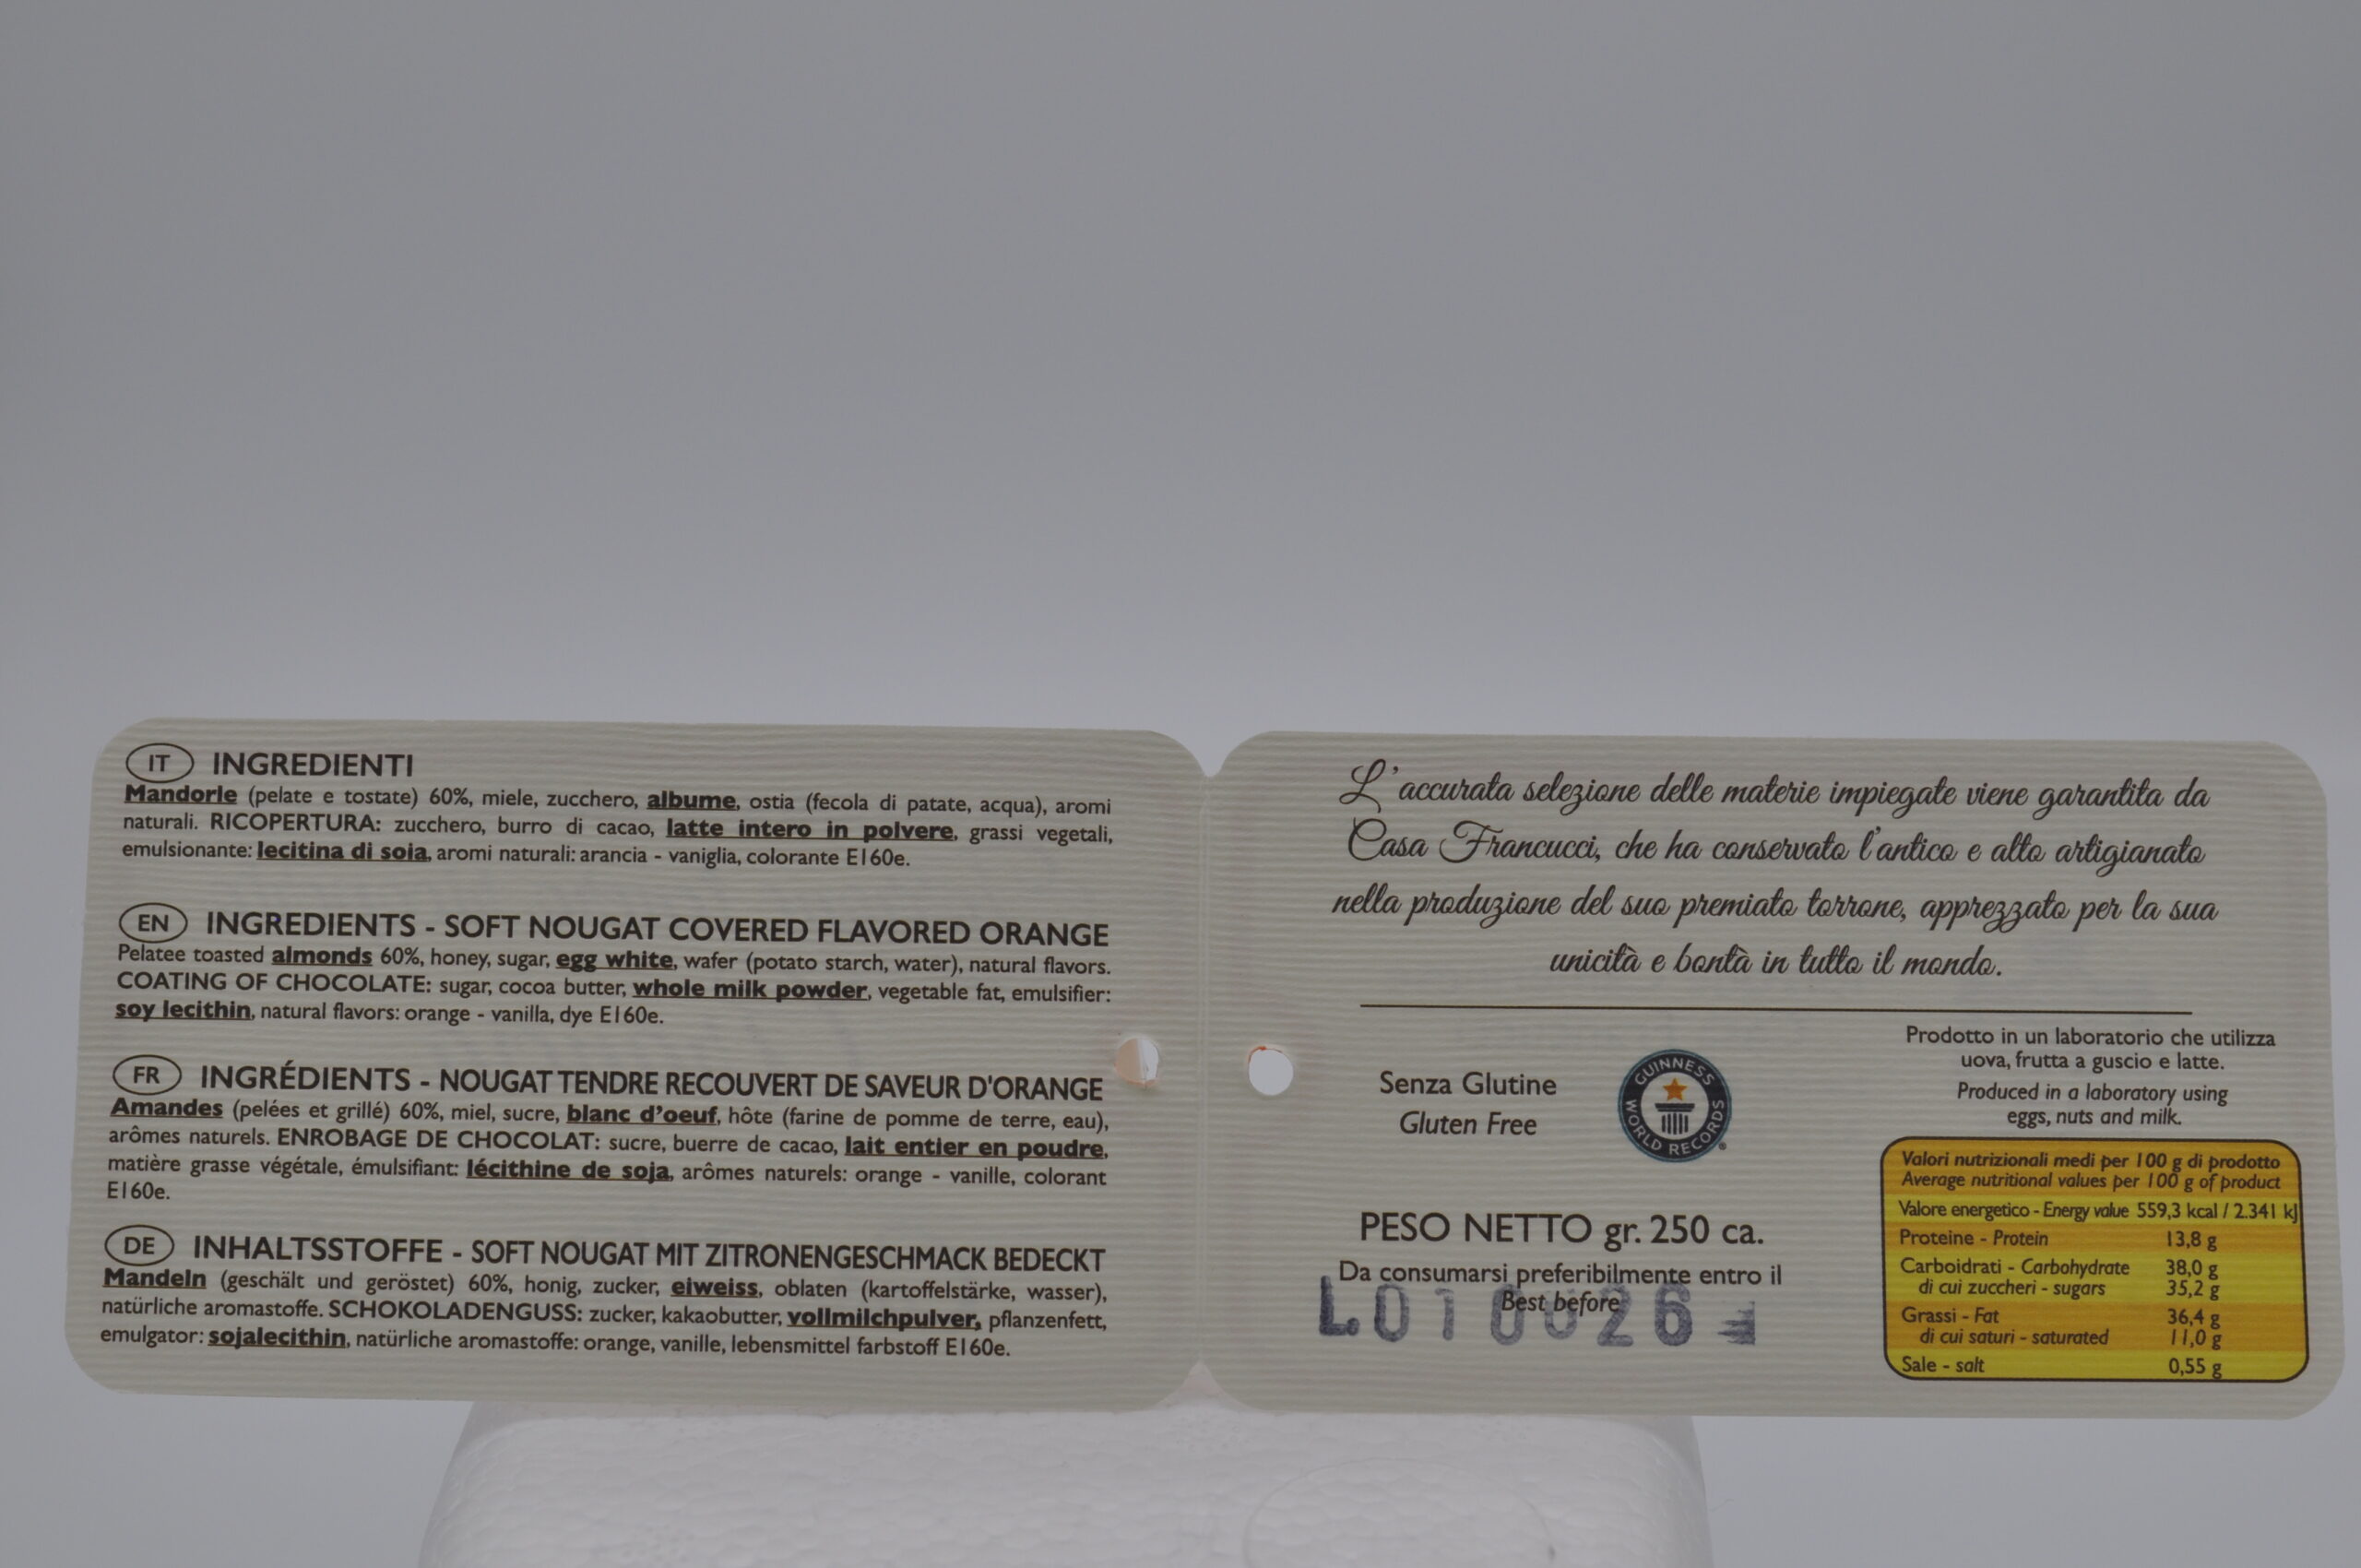 IT INGREDIENTI
Mandorle (pelate e tostate) 60%, miele, zucchero, albume, ostia (fecola di patate, acqua), aromi
naturali. RICOPERTURA: zucchero, burro di cacao, latte intero in polvere, grassi vegetali,
emulsionante: lecitina di soia, aromi naturali: arancia - vaniglia, colorante E160e.
EN INGREDIENTS - SOFT NOUGAT COVERED FLAVORED ORANGE
Pelatee toasted almonds 60%, honey, sugar, egg white, wafer (potato starch, water), natural flavors.
COATING OF CHOCOLATE: sugar, cocoa butter, whole milk powder, vegetable fat, emulsifier:
soy lecithin, natural flavors: orange - vanilla, dye E160e.
FR INGRÉDIENTS - NOUGAT TENDRE RECOUVERT DE SAVEUR D'ORANGE
Amandes (pelées et grillé) 60%, miel, sucre, blanc d'oeuf, hôte (farine de pomme de terre, eau),
arômes naturels. ENROBAGE DE CHOCOLAT: sucre, buerre de cacao, lait entier en poudre,
matière grasse végétale, émulsifiant: lécithine de soja, arômes naturels: orange - vanille, colorant
E160e.
DE INHALTSSTOFFE - SOFT NOUGAT MIT ZITRONENGESCHMACK BEDECKT
Mandeln (geschält und geröstet) 60%, honig, zucker, eiweiss, oblaten (kartoffelstärke, wasser),
natürliche aromastoffe. SCHOKOLADENGUSS: zucker, kakaobutter, vollmilchpulver, pflanzenfett,
emulgator: sojalecithin, natürliche aromastoffe: orange, vanille, lebensmittel farbstoff E160e.
L'accurata selezione delle materie impiegate viene garantita da
Casa Francucci, che ha conservato l'antico e alto artigianato
nella produzione del suo premiato torrone, apprezzato per la sua
unicità e bontà in tutto il mondo.
Senza Glutine
Gluten Free
GUINNESS
WORLD RECORDS
PESO NETTO gr. 250 ca.
Da consumarsi preferibilmente entro il
Best before
L.010026
Prodotto in un laboratorio che utilizza
uova, frutta a guscio e latte.
Produced in a laboratory using
eggs, nuts and milk.
Valori nutrizionali medi per 100 g di prodotto
Average nutritional values per 100 g of product
Valore energetico - Energy value 559,3 kcal / 2.341 kJ
Proteine - Protein 13,8 g
Carboidrati - Carbohydrate 38,0 g
di cui zuccheri - sugars 35,2 g
Grassi - Fat 36,4 g
di cui saturi - saturated 11,0 g
Sale - salt 0,55 g